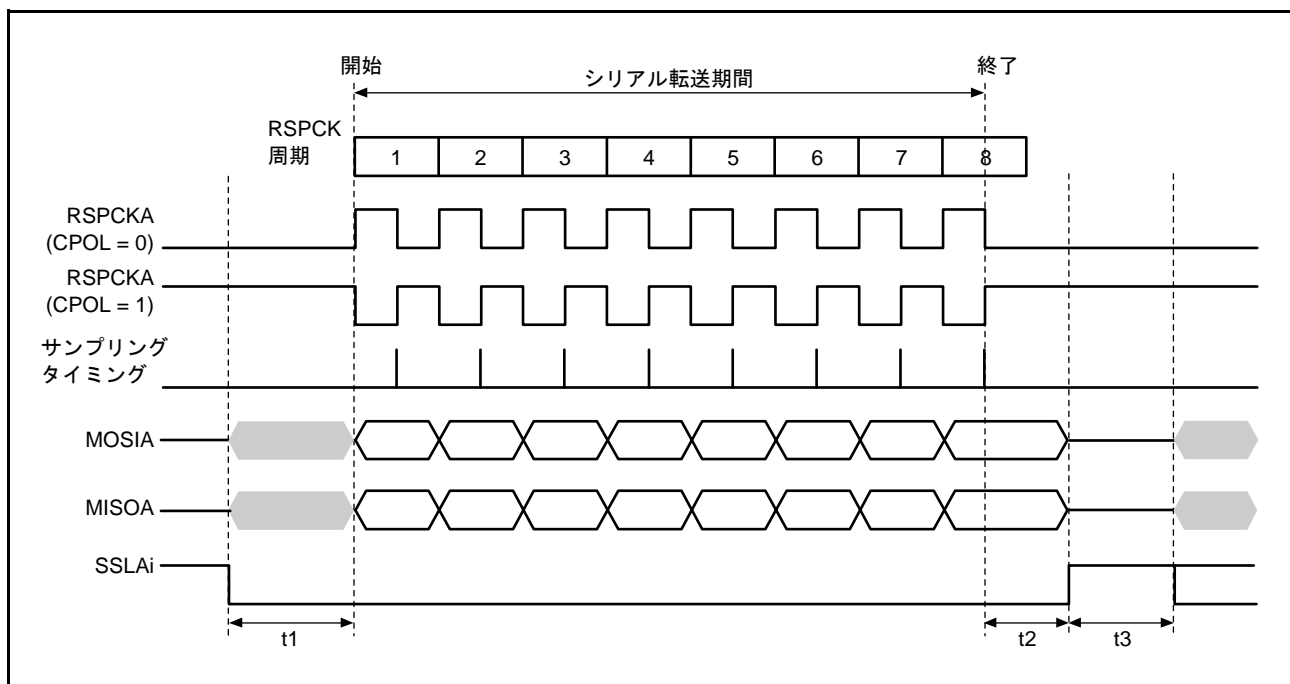 開始
終了
シリアル転送期間
RSPCK
周期
1 2 3 4 5 6 7 8
RSPCKA
(CPOL = 0)
RSPCKA
(CPOL = 1)
サンプリング
タイミング
MOSIA
MISOA
SSLAi
t1
t2
t3